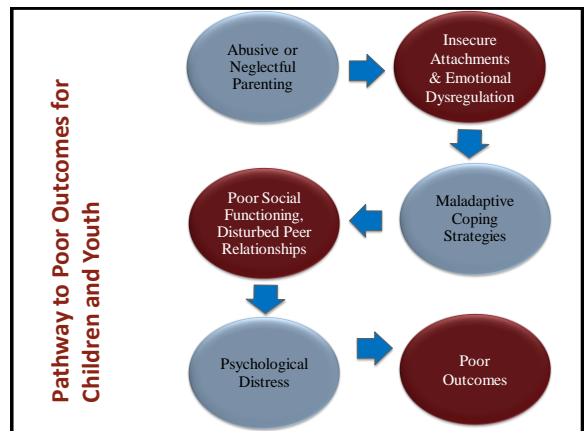 Pathway to Poor Outcomes for
Children and Youth
Abusive or
Neglectful
Parenting
Insecure
Attachments
& Emotional
Dysregulation
Maladaptive
Coping
Strategies
Poor Social
Functioning,
Disturbed Peer
Relationships
Psychological
Distress
Poor
Outcomes